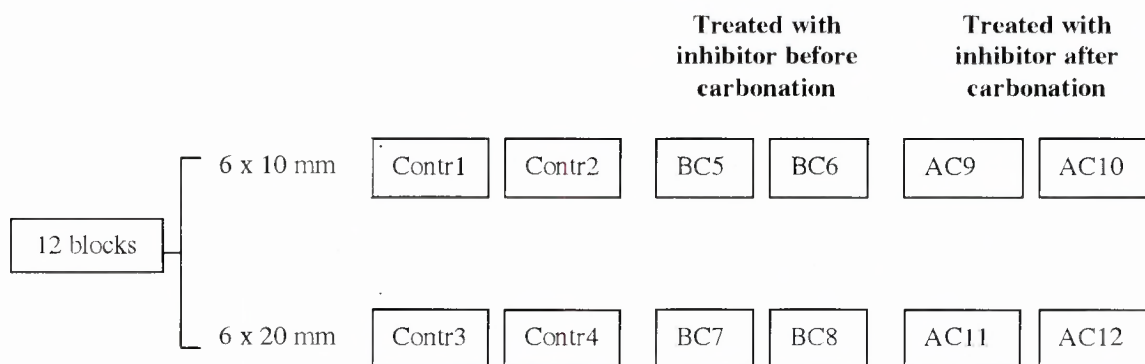 Treated with
inhibitor before
carbonation
Treated with
inhibitor after
carbonation
6 x 10 mm Contr1 Contr2 BC5 BC6 AC9 AC10
12 blocks
6 x 20 mm Contr3 Contr4 BC7 BC8 AC11 AC12